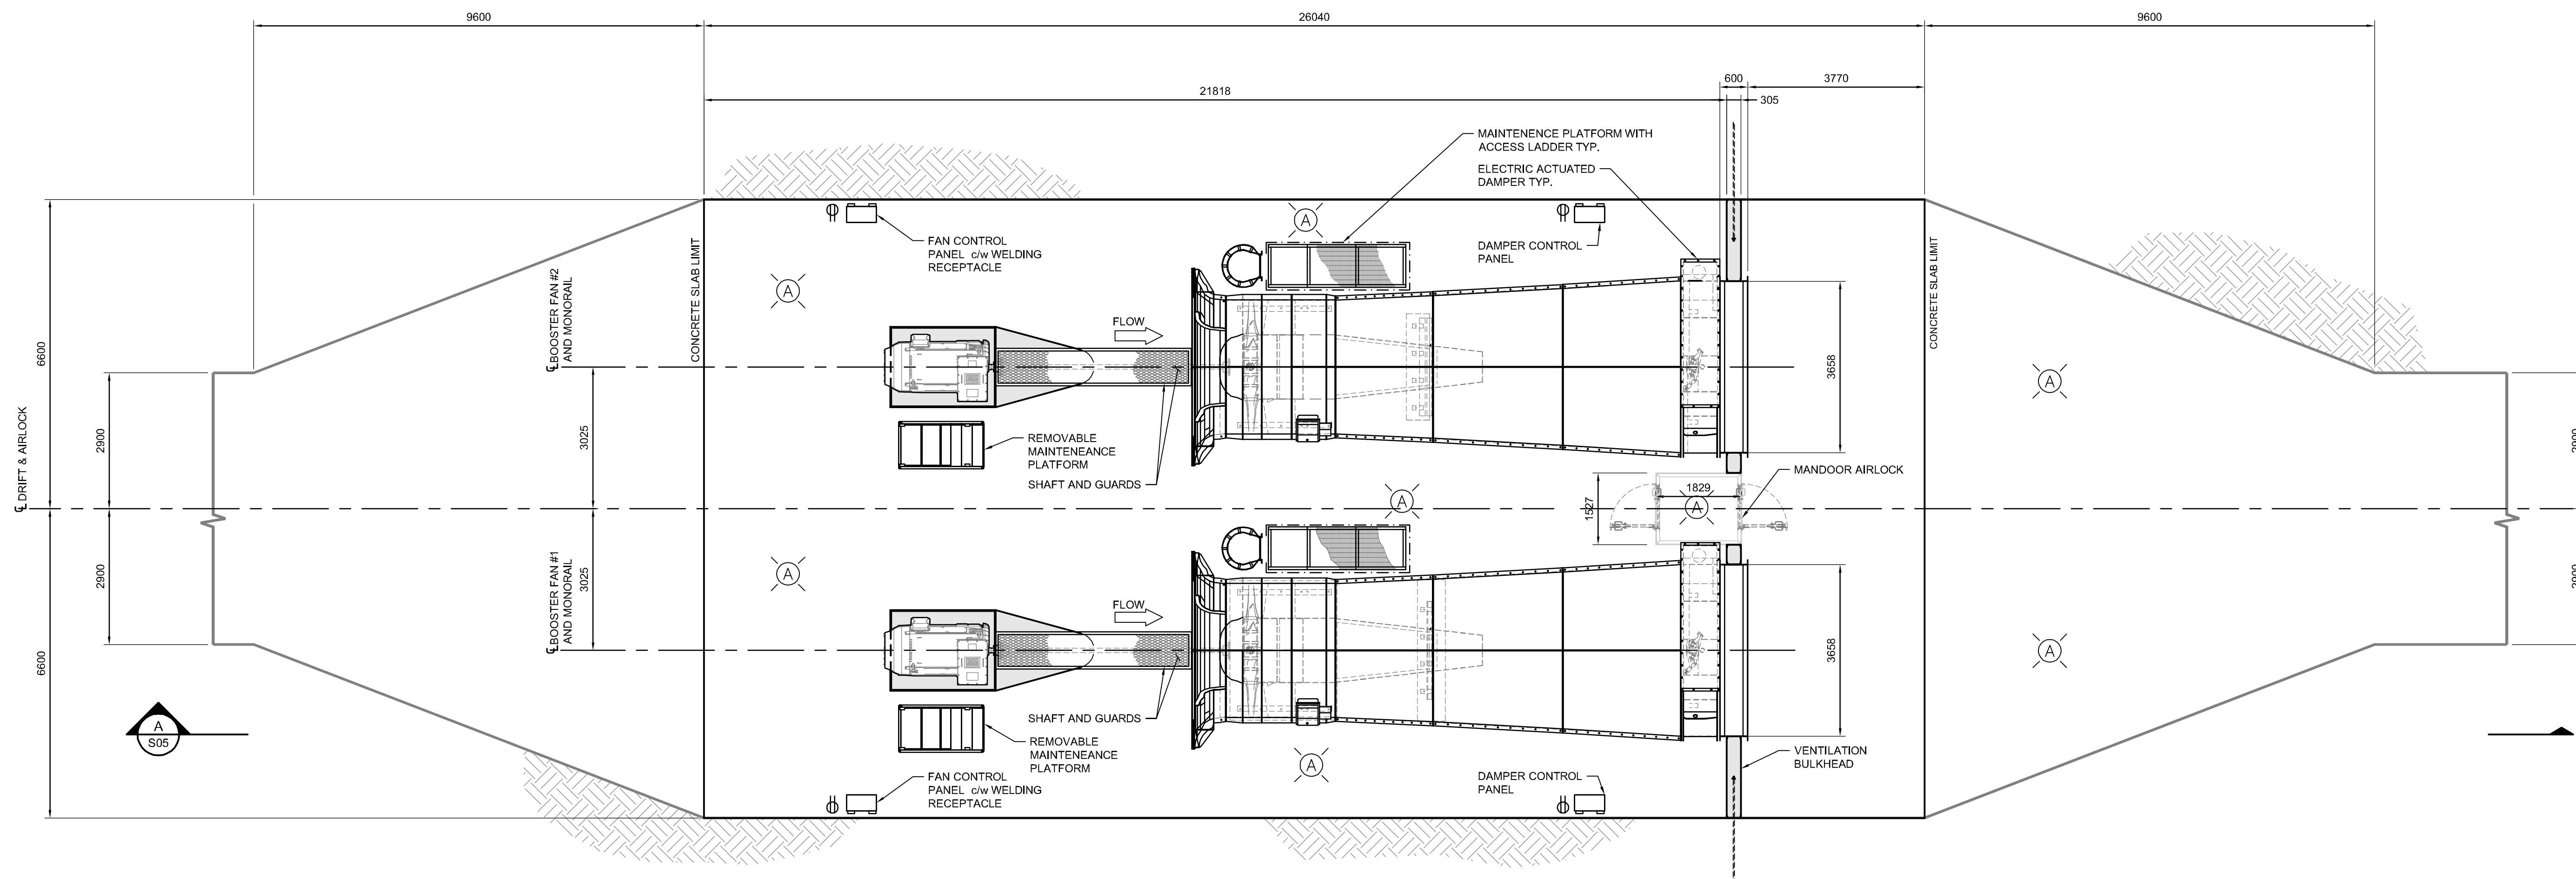 9600
26040
9600
600
3770
21818
305
MAINTENENCE PLATFORM WITH
ACCESS LADDER TYP.
ELECTRIC ACTUATED
DAMPER TYP.
A
FAN CONTROL
PANEL c/w WELDING
RECEPTACLE
DAMPER CONTROL
PANEL
CONCRETE SLAB LIMIT
CONCRETE SLAB LIMIT
℄ BOOSTER FAN #2
AND MONORAIL
A
FLOW
6600
3658
A
℄ DRIFT & AIRLOCK
2900
3025
REMOVABLE
MAINTENEANCE
PLATFORM
SHAFT AND GUARDS
2900
MANDOOR AIRLOCK
1829
A
A
1527
℄ BOOSTER FAN #1
AND MONORAIL
2900
3025
A
2900
FLOW
6600
3658
A
SHAFT AND GUARDS
REMOVABLE
MAINTENEANCE
PLATFORM
A
S05
VENTILATION
BULKHEAD
A
FAN CONTROL
PANEL c/w WELDING
RECEPTACLE
DAMPER CONTROL
PANEL